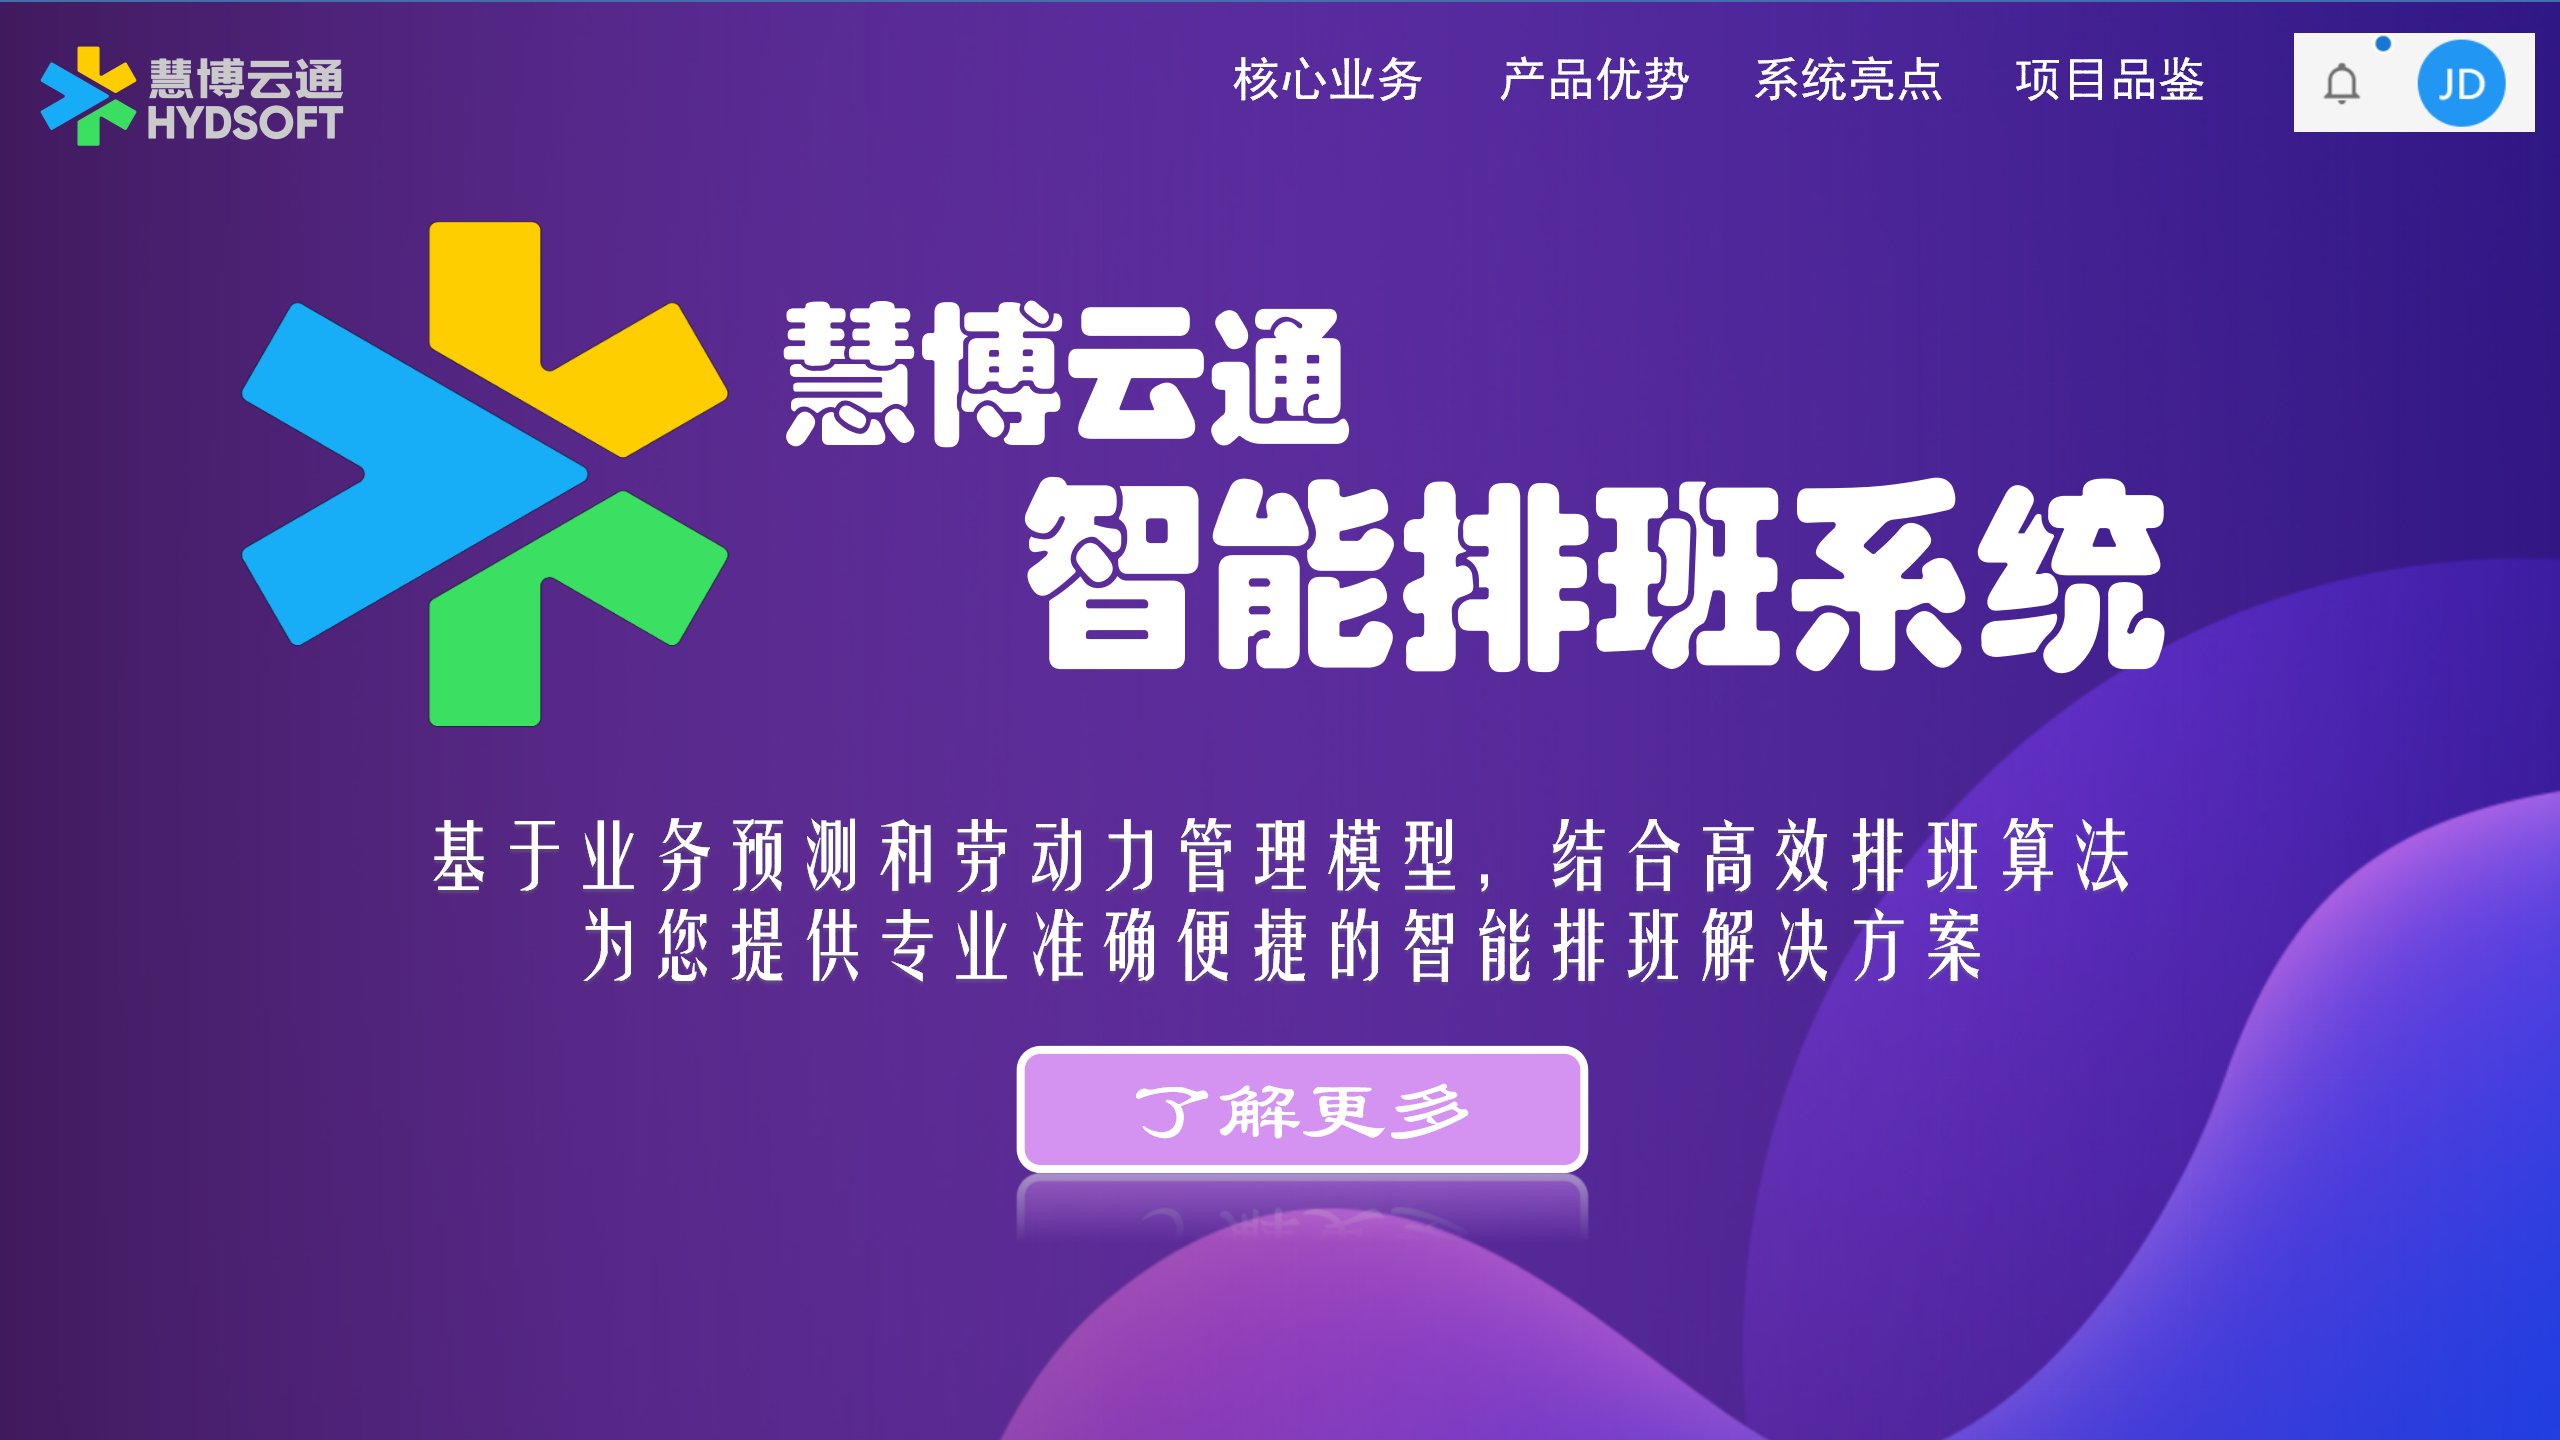 慧博云通
HYDSOFT
核心业务 产品优势 系统亮点 项目品鉴
JD
慧博云通
智能排班系统
基于业务预测和劳动力管理模型，结合高效排班算法
为您提供专业准确便捷的智能排班解决方案
了解更多